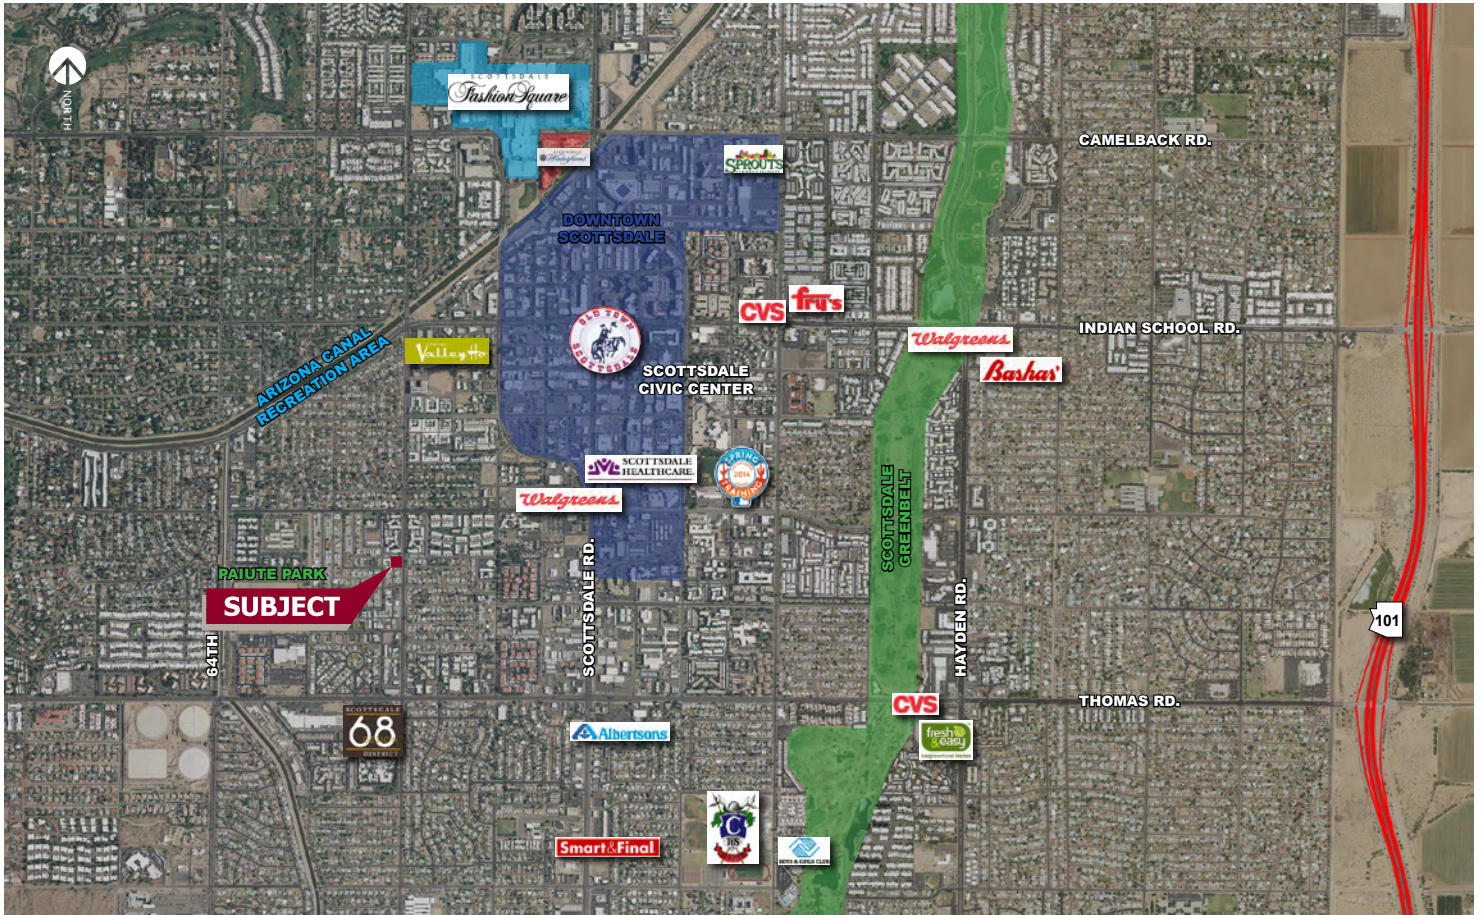 NORTH
SCOTTSDALE
Fashion Square
Waterfront
CAMELBACK RD.
SPROUTS
DOWNTOWN
SCOTTSDALE
CVS
fry's
ARIZONA CANAL
RECREATION AREA
Valley Ho
OLD TOWN
SCOTTSDALE
SCOTTSDALE
CIVIC CENTER
Walgreens
INDIAN SCHOOL RD.
Bashas'
SCOTTSDALE
HEALTHCARE
SPRING
2014
TRAINING
Walgreens
SCOTTSDALE
GREENBELT
PAIUTE PARK
SUBJECT
64TH
SCOTTSDALE RD.
HAYDEN RD.
101
CVS
THOMAS RD.
SCOTTSDALE
68
DISTRICT
Albertsons
fresh
&easy
Neighborhood Market
C
Smart&Final
BOYS & GIRLS CLUB